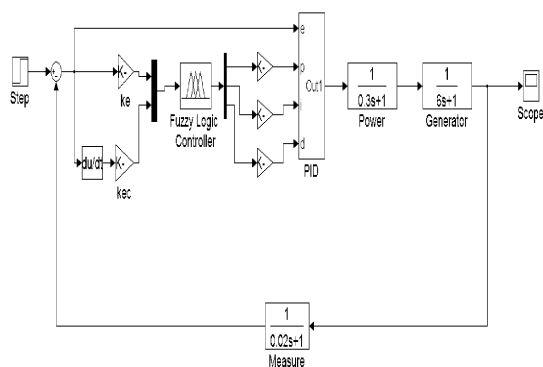 Step
+
-
K-
ke
du/dt
K-
kec
Fuzzy Logic
Controller
K-
K-
K-
e
p
i
d
Out1
PID
1
0.3s+1
Power
1
6s+1
Generator
Scope
1
0.02s+1
Measure